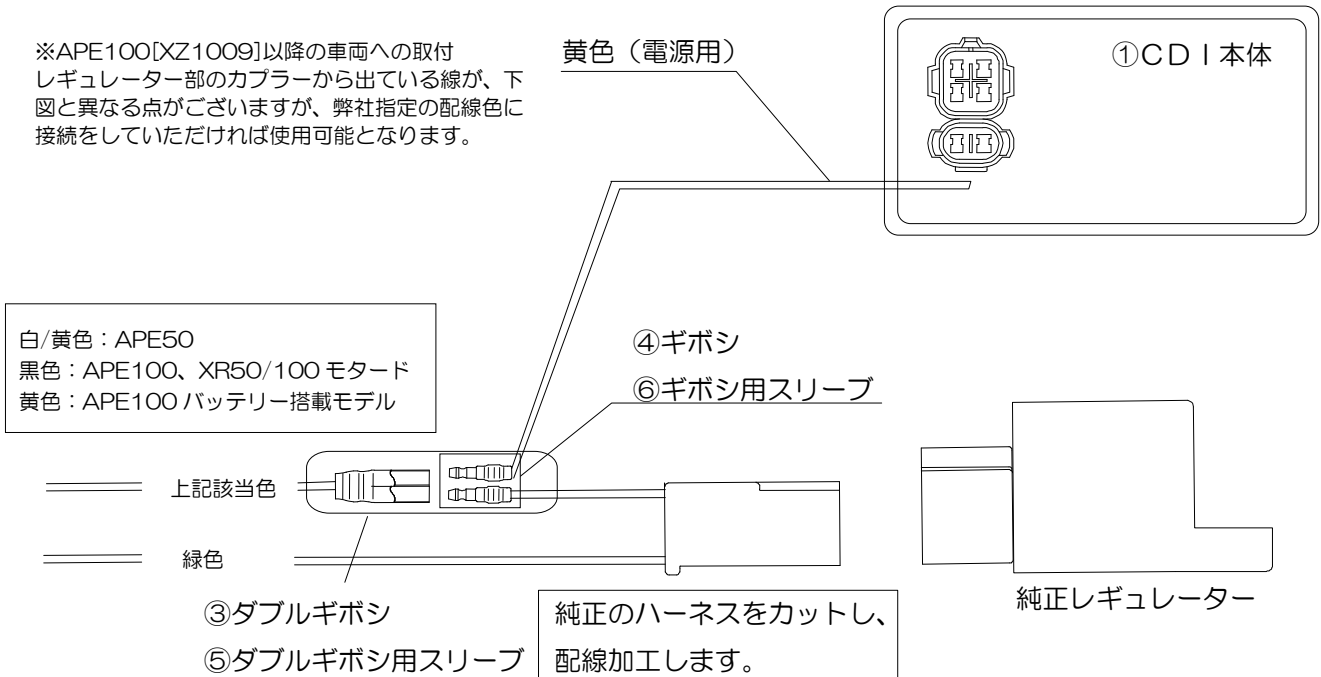 ※APE100[XZ1009]以降の車両への取付
レギュレーター部のカプラーから出ている線が、下
図と異なる点がございますが、弊社指定の配線色に
接続をしていただければ使用可能となります。
黄色（電源用）
①CDI本体
白/黄色：APE50
黒色：APE100、XR50/100モタード
黄色：APE100バッテリー搭載モデル
④ギボシ
⑥ギボシ用スリーブ
上記該当色
緑色
③ダブルギボシ
⑤ダブルギボシ用スリーブ
純正のハーネスをカットし、
配線加工します。
純正レギュレーター